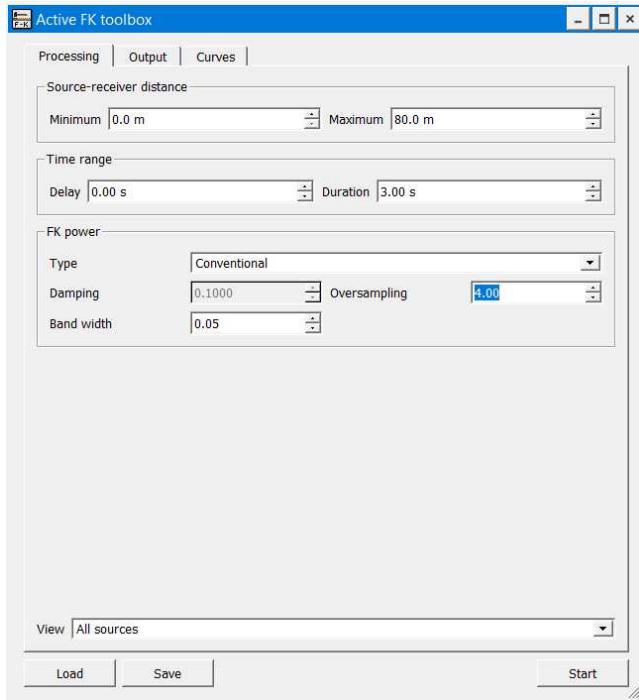 F-K Active FK toolbox
Processing Output Curves
Source-receiver distance
Minimum 0.0 m Maximum 80.0 m
Time range
Delay 0.00 s Duration 3.00 s
FK power
Type Conventional
Damping 0.1000 Oversampling 4.00
Band width 0.05
View All sources
Load Save Start